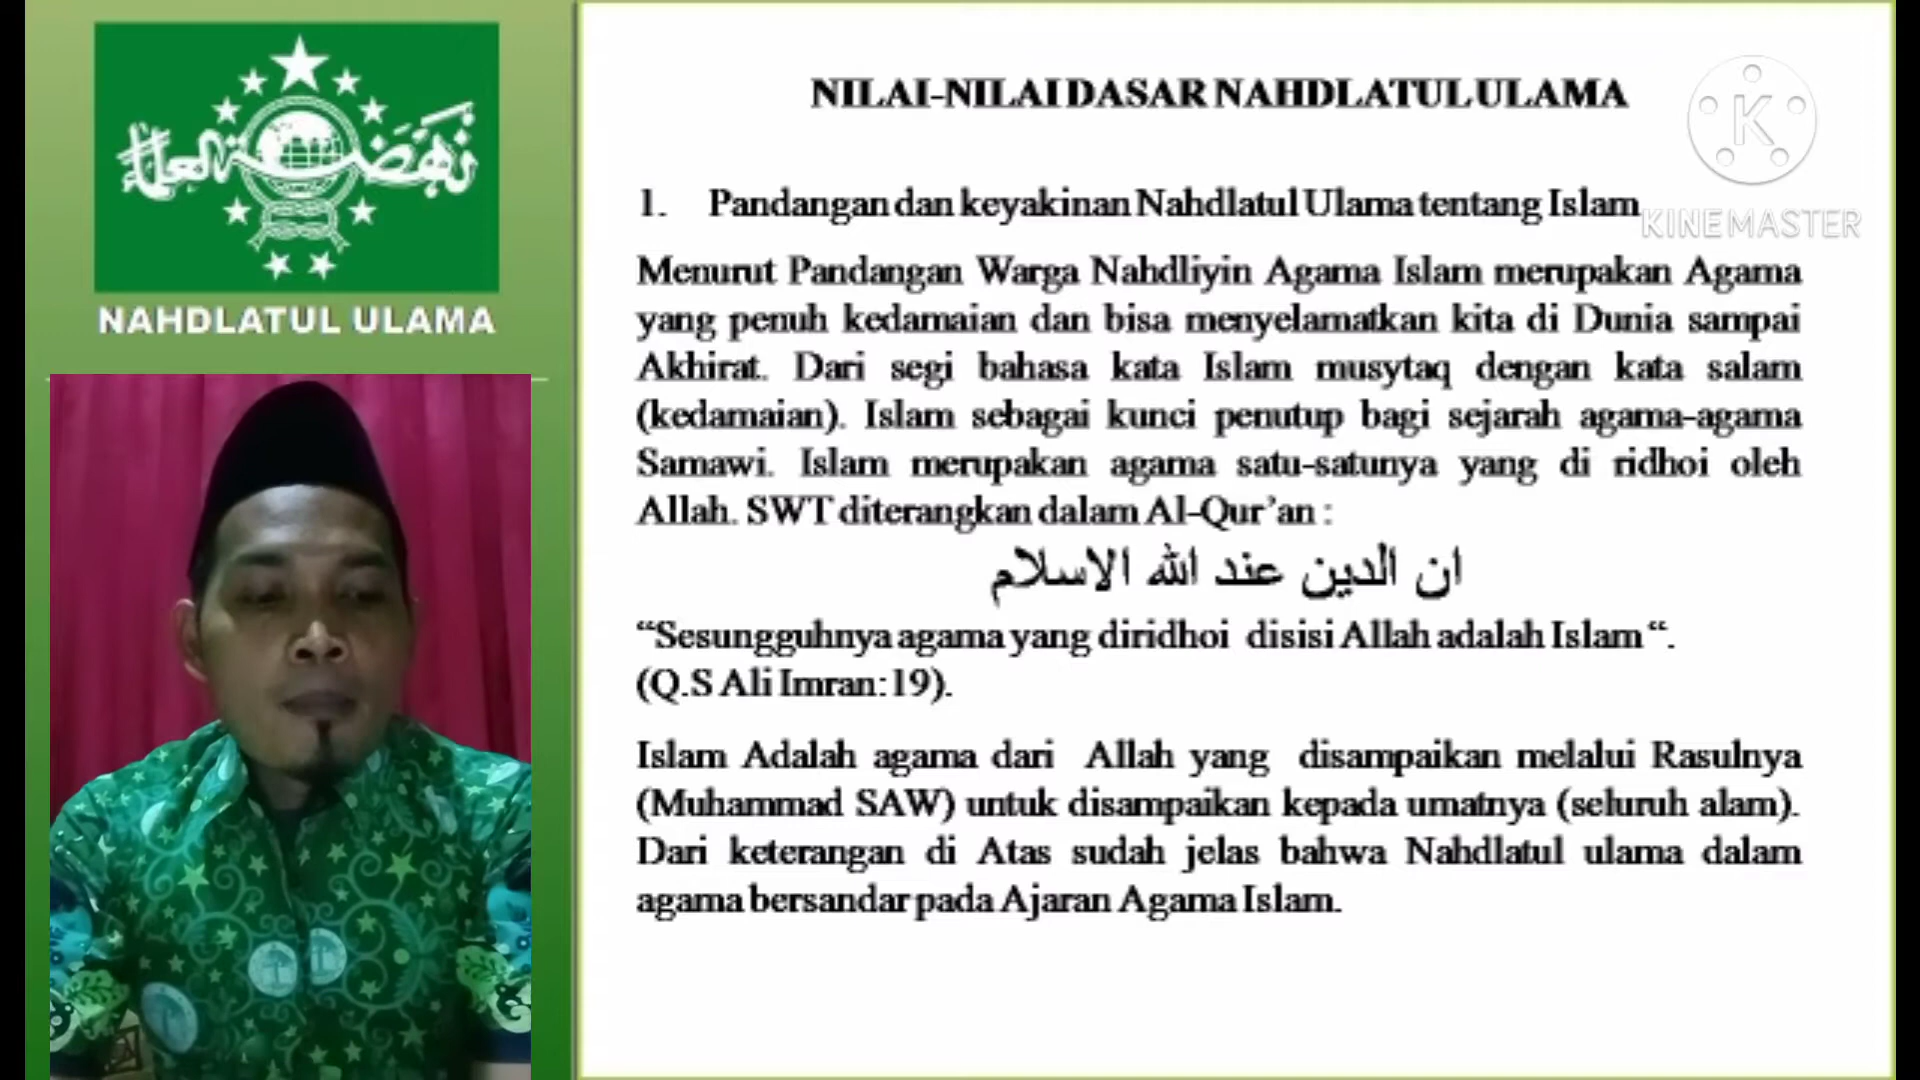 نهضة العلماء
NAHDLATUL ULAMA
NILAI-NILAI DASAR NAHDLATUL ULAMA
K
KINEMASTER
1. Pandangan dan keyakinan Nahdlatul Ulama tentang Islam
Menurut Pandangan Warga Nahdliyin Agama Islam merupakan Agama
yang penuh kedamaian dan bisa menyelamatkan kita di Dunia sampai
Akhirat. Dari segi bahasa kata Islam musytaq dengan kata salam
(kedamaian). Islam sebagai kunci penutup bagi sejarah agama-agama
Samawi. Islam merupakan agama satu-satunya yang di ridhoi oleh
Allah. SWT diterangkan dalam Al-Qur’an :
ان الدين عند الله الاسلام
“Sesungguhnya agama yang diridhoi disisi Allah adalah Islam “.
(Q.S Ali Imran:19).
Islam Adalah agama dari Allah yang disampaikan melalui Rasulnya
(Muhammad SAW) untuk disampaikan kepada umatnya (seluruh alam).
Dari keterangan di Atas sudah jelas bahwa Nahdlatul ulama dalam
agama bersandar pada Ajaran Agama Islam.